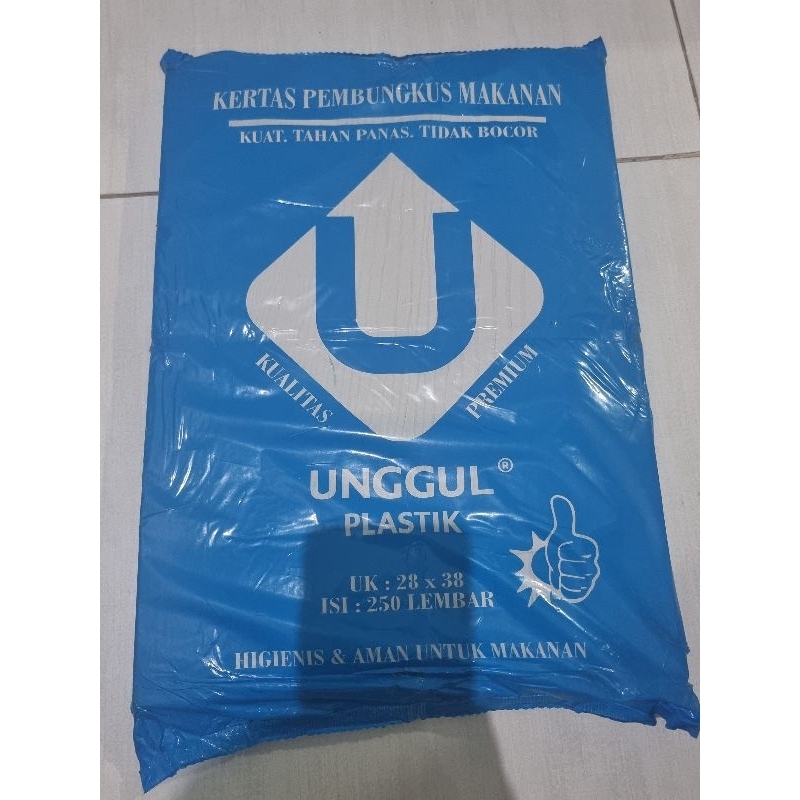 KERTAS PEMBUNGKUS MAKANAN
KUAT. TAHAN PANAS. TIDAK BOCOR
U
KUALITAS
PREMIUM
UNGGUL ®
PLASTIK
UK : 28 x 38
ISI : 250 LEMBAR
HIGIENIS & AMAN UNTUK MAKANAN